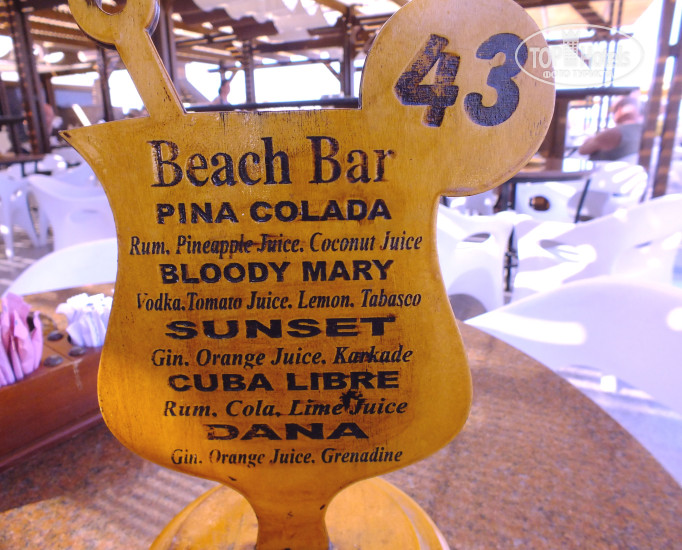 43
Beach Bar
PINA COLADA
Rum, Pineapple Juice, Coconut Juice
BLOODY MARY
Vodka, Tomato Juice, Lemon, Tabasco
SUNSET
Gin, Orange Juice, Karkade
CUBA LIBRE
Rum, Cola, Lime Juice
DANA
Gin, Orange Juice, Grenadine